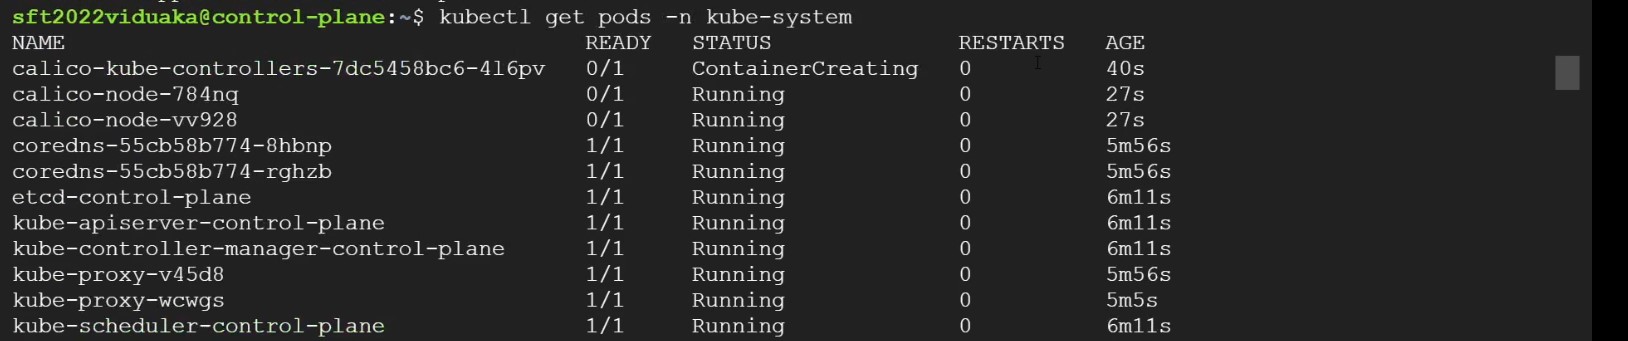 sft2022viduaka@control-plane:~$ kubectl get pods -n kube-system
NAME READY STATUS RESTARTS AGE
calico-kube-controllers-7dc5458bc6-4l6pv 0/1 ContainerCreating 0 40s
calico-node-784nq 0/1 Running 0 27s
calico-node-vv928 0/1 Running 0 27s
coredns-55cb58b774-8hbnp 1/1 Running 0 5m56s
coredns-55cb58b774-rghzb 1/1 Running 0 5m56s
etcd-control-plane 1/1 Running 0 6m11s
kube-apiserver-control-plane 1/1 Running 0 6m11s
kube-controller-manager-control-plane 1/1 Running 0 6m11s
kube-proxy-v45d8 1/1 Running 0 5m56s
kube-proxy-wcwgs 1/1 Running 0 5m5s
kube-scheduler-control-plane 1/1 Running 0 6m11s